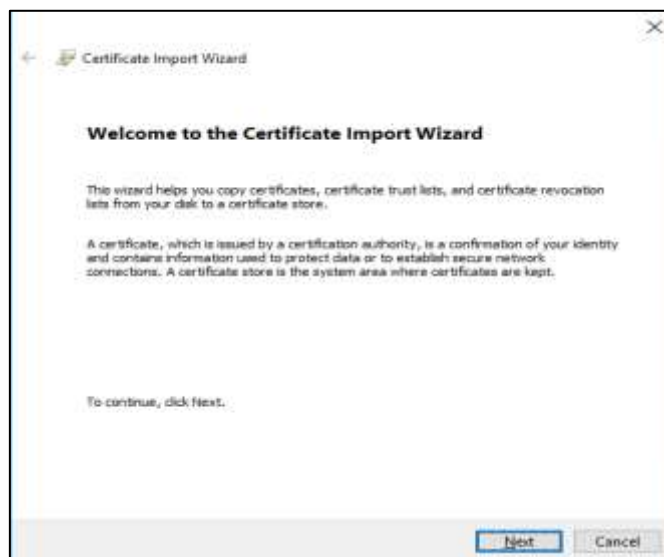 Certificate Import Wizard
Welcome to the Certificate Import Wizard
This wizard helps you copy certificates, certificate trust lists, and certificate revocation
lists from your disk to a certificate store.
A certificate, which is issued by a certification authority, is a confirmation of your identity
and contains information used to protect data or to establish secure network
connections. A certificate store is the system area where certificates are kept.
To continue, click Next.
Next
Cancel